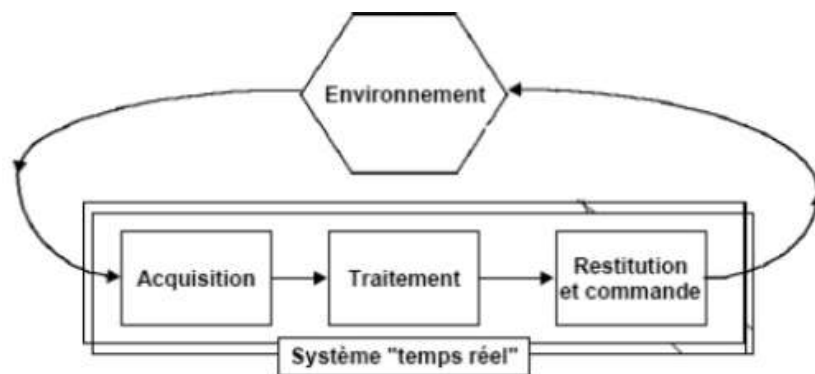 Environnement
Acquisition
Traitement
Restitution
et commande
Système "temps réel"